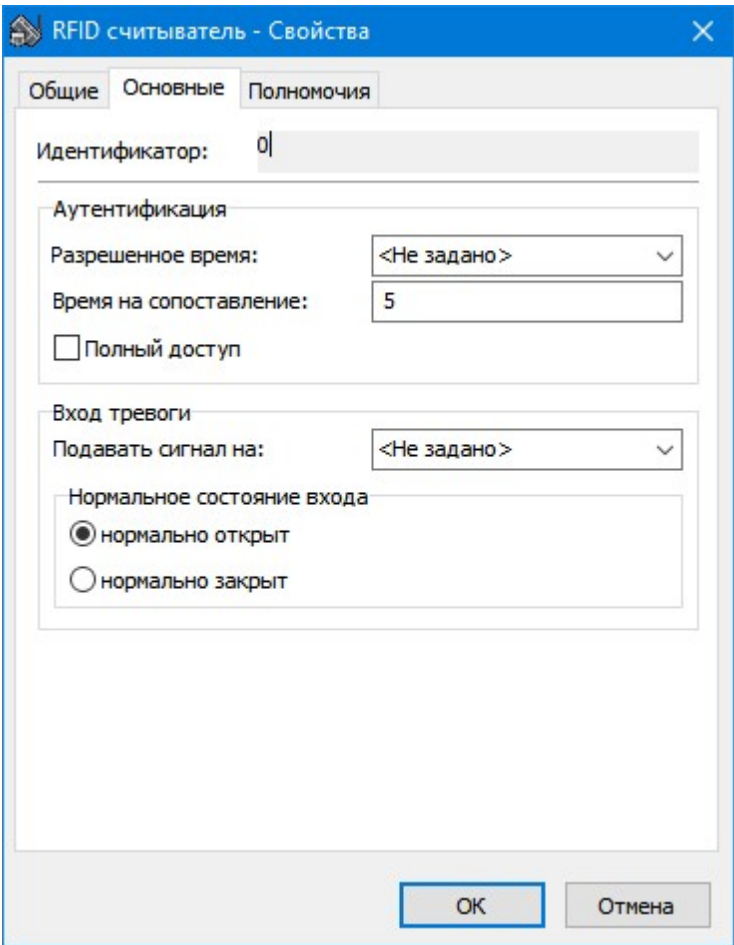 RFID считыватель - Свойства
Общие Основные Полномочия
Идентификатор: 0
Аутентификация
Разрешенное время: <Не задано>
Время на сопоставление: 5
Полный доступ
Вход тревоги
Подавать сигнал на: <Не задано>
Нормальное состояние входа
нормально открыт
нормально закрыт
OK Отмена